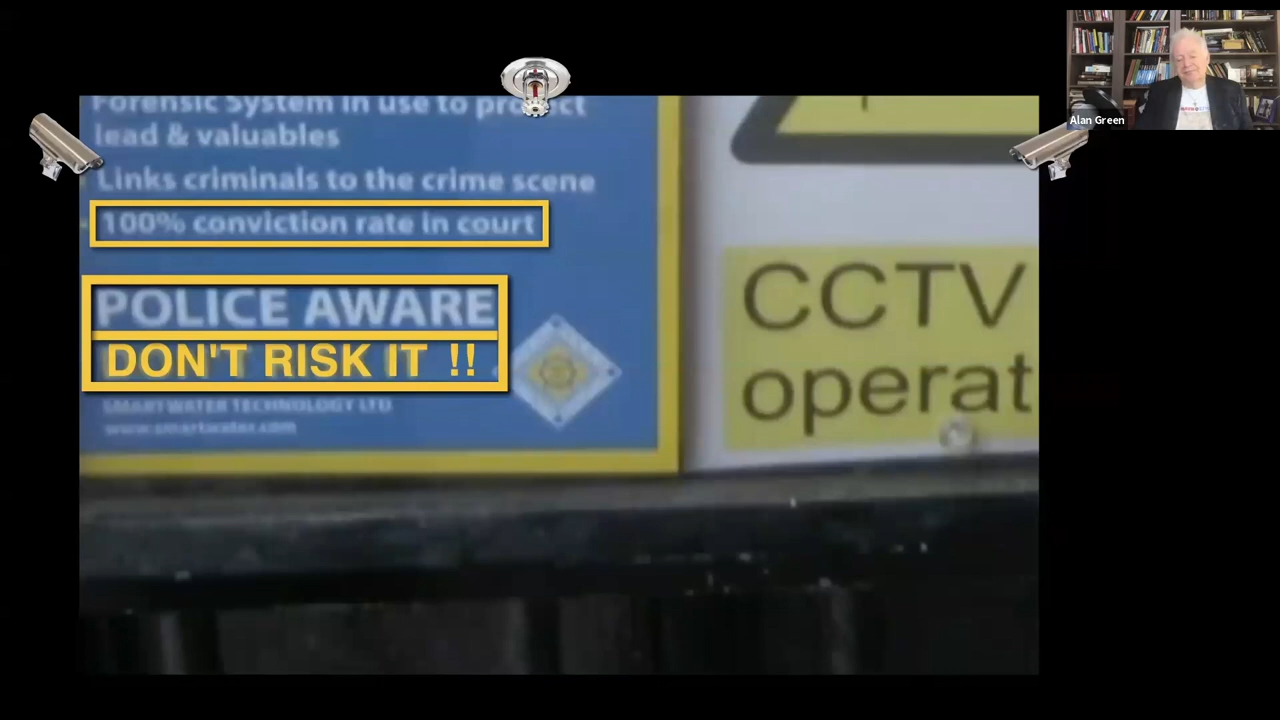 Forensic System in use to protect
lead & valuables
Links criminals to the crime scene
100% conviction rate in court
POLICE AWARE
DON'T RISK IT !!
SMARTWATER TECHNOLOGY LTD
www.smartwater.com
CCTV
operat
Alan Green